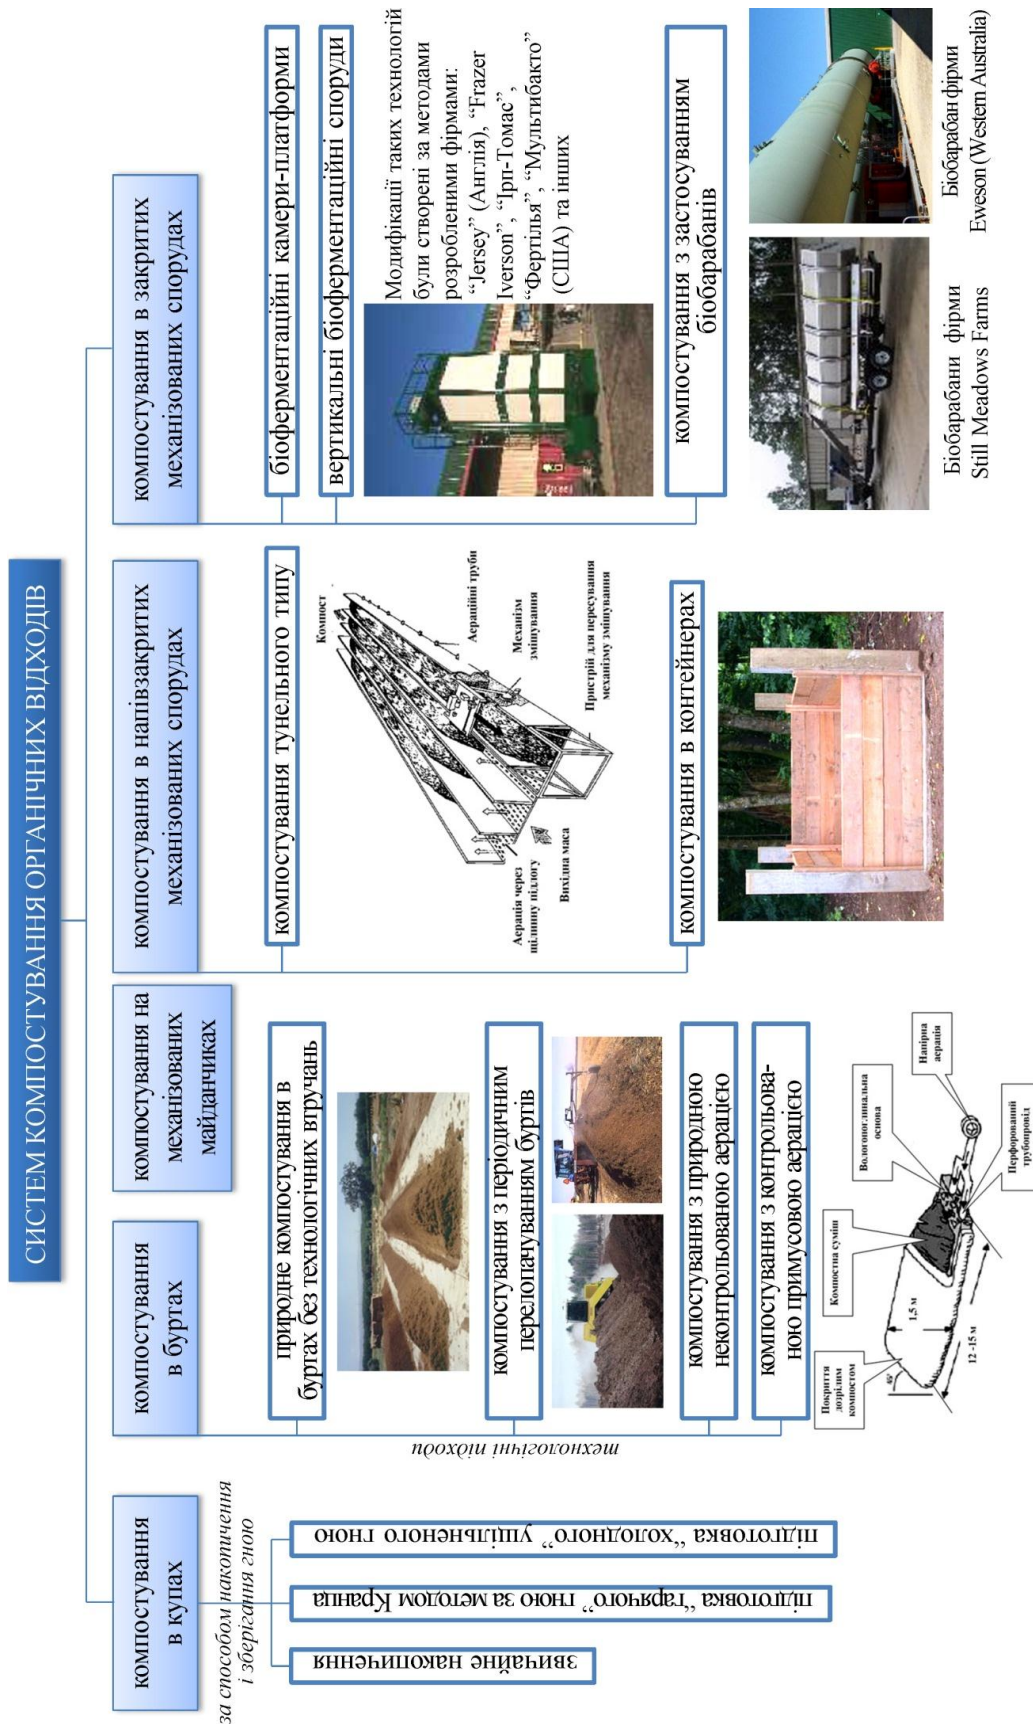 СИСТЕМ КОМПОСТУВАННЯ ОРГАНІЧНИХ ВІДХОДІВ
компостування
в купах
за способом накопичення
і зберігання гною
звичайне накопичення
підготовка “гарячого” гною за методом Кранца
підготовка “холодного” ущільненого гною
компостування
в буртах
технологічні підходи
природне компостування в
буртах без технологічних втручань
компостування з періодичним
перелопачуванням буртів
компостування з природною
неконтрольованою аерацією
компостування з контрольова-
ною примусовою аерацією
Покриття
дозрілим
компостом
Компостна суміш
Вологопоглинальна
основа
Напірна
аерація
Перфорований
трубопровід
45°
1,5 м
12 -15 м
компостування на
механізованих
майданчиках
компостування в напівзакритих
механізованих спорудах
компостування тунельного типу
Компост
Аераційні труби
Механізм
змішування
Пристрій для пересування
механізму змішування
Аерація через
щілинну підлогу
Вихідна маса
компостування в контейнерах
компостування в закритих
механізованих спорудах
біоферментаційні камери-платформи
вертикальні біоферментаційні споруди
Модификації таких технологій
були створені за методами
розробленими фірмами:
“Jersey” (Англія), “Frazer
Iverson”, “Ірп-Томас”,
“Фертілья”, “Мультибакто”
(США) та інших
компостування з застосуванням
біобарабанів
Біобарабани фірми
Still Meadows Farms
Біобарабан фірми
Eweson (Western Australia)